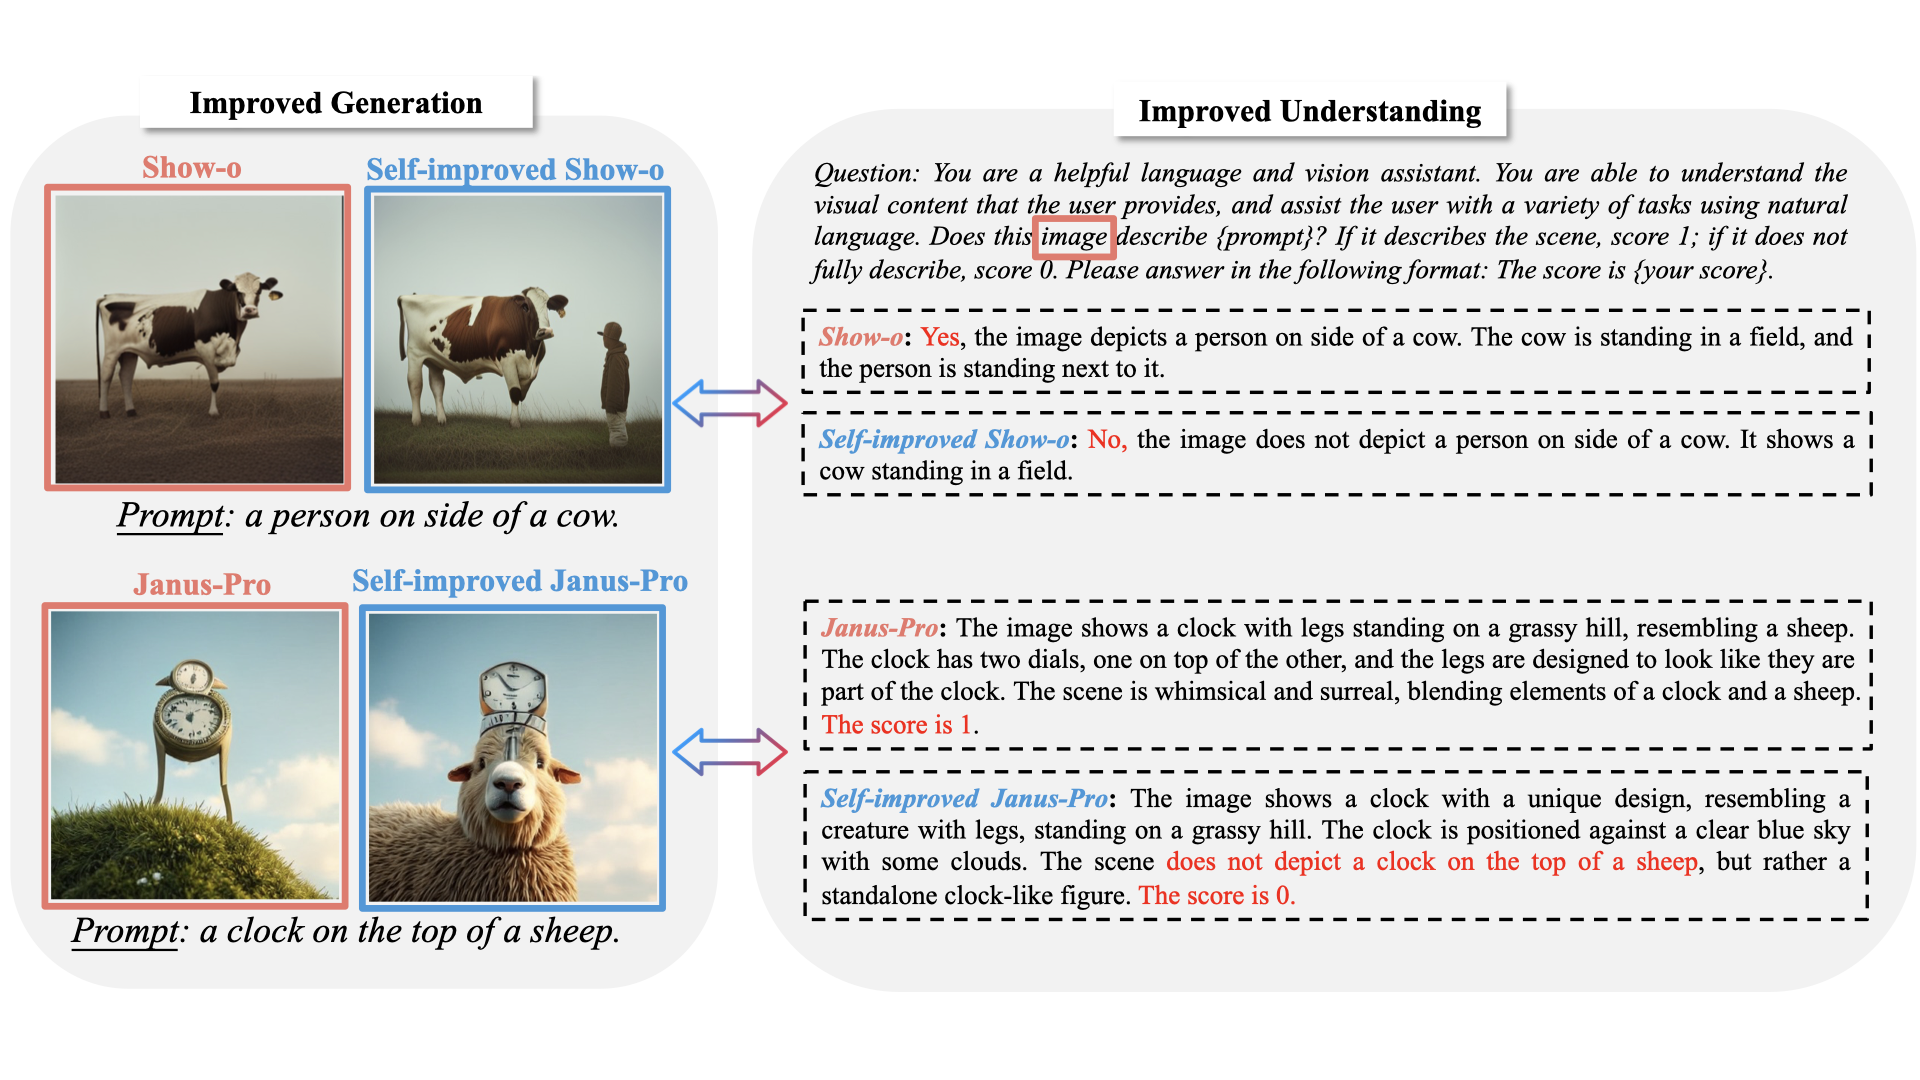 Improved Generation
Show-o
Self-improved Show-o
Prompt: a person on side of a cow.
Janus-Pro
Self-improved Janus-Pro
Prompt: a clock on the top of a sheep.
Improved Understanding
Question: You are a helpful language and vision assistant. You are able to understand the
visual content that the user provides, and assist the user with a variety of tasks using natural
language. Does this image describe {prompt}? If it describes the scene, score 1; if it does not
fully describe, score 0. Please answer in the following format: The score is {your score}.
Show-o: Yes, the image depicts a person on side of a cow. The cow is standing in a field, and
the person is standing next to it.
Self-improved Show-o: No, the image does not depict a person on side of a cow. It shows a
cow standing in a field.
Janus-Pro: The image shows a clock with legs standing on a grassy hill, resembling a sheep.
The clock has two dials, one on top of the other, and the legs are designed to look like they are
part of the clock. The scene is whimsical and surreal, blending elements of a clock and a sheep.
The score is 1.
Self-improved Janus-Pro: The image shows a clock with a unique design, resembling a
creature with legs, standing on a grassy hill. The clock is positioned against a clear blue sky
with some clouds. The scene does not depict a clock on the top of a sheep, but rather a
standalone clock-like figure. The score is 0.